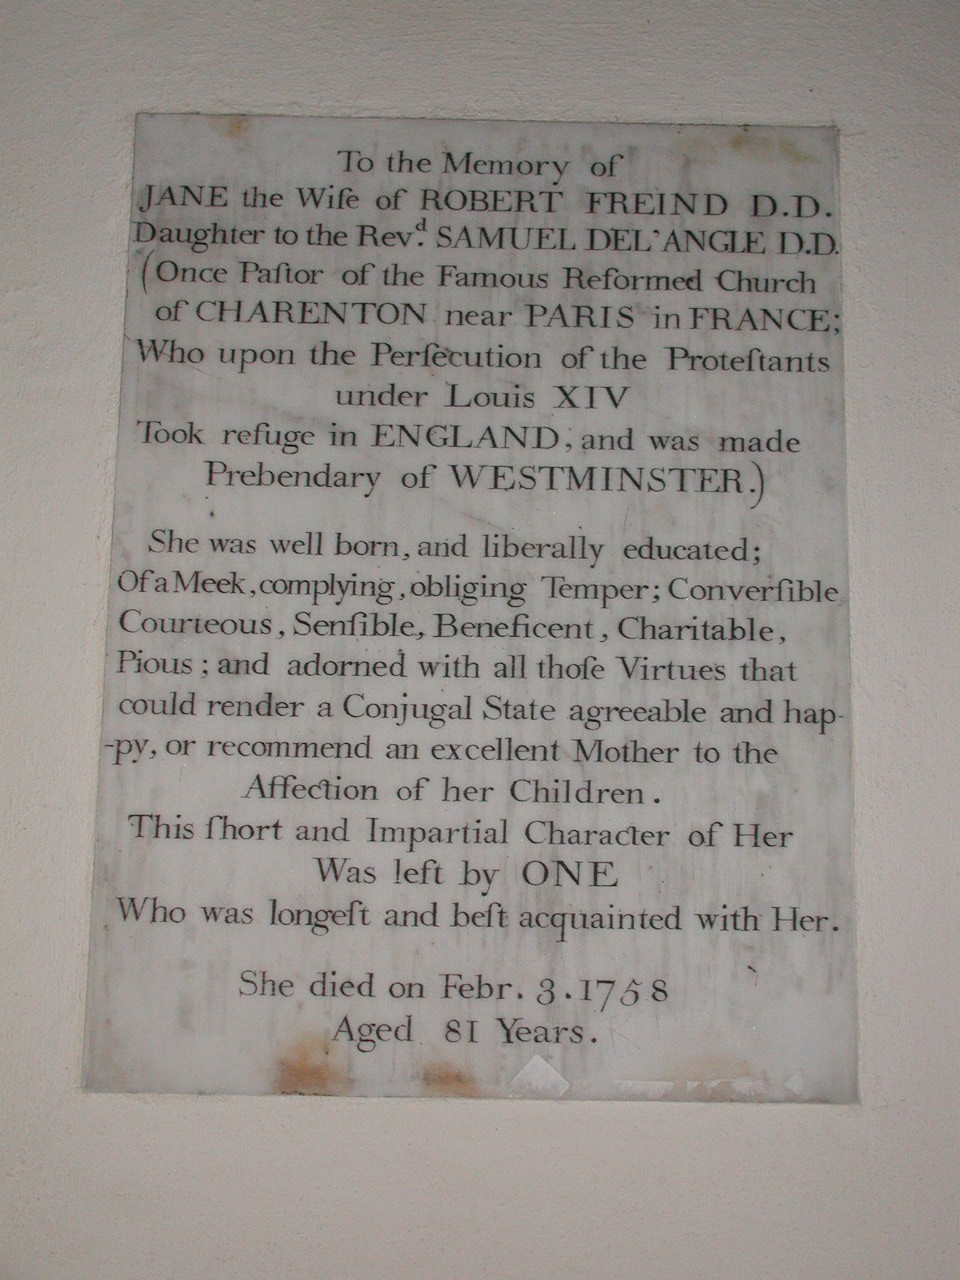 To the Memory of
JANE the Wife of ROBERT FREIND D.D.
Daughter to the Revᵈ. SAMUEL DEL'ANGLE D.D.
(Once Paſtor of the Famous Reformed Church
of CHARENTON near PARIS in FRANCE;
Who upon the Perſecution of the Proteſtants
under Louis XIV
Took refuge in ENGLAND, and was made
Prebendary of WESTMINSTER.)
She was well born, and liberally educated;
Of a Meek, complying, obliging Temper; Converſible
Courteous, Senſible, Beneficent, Charitable,
Pious; and adorned with all thoſe Virtues that
could render a Conjugal State agreeable and hap-
-py, or recommend an excellent Mother to the
Affection of her Children.
This ſhort and Impartial Character of Her
Was left by ONE
Who was longeſt and beſt acquainted with Her.
She died on Febr. 3. 1758
Aged 81 Years.